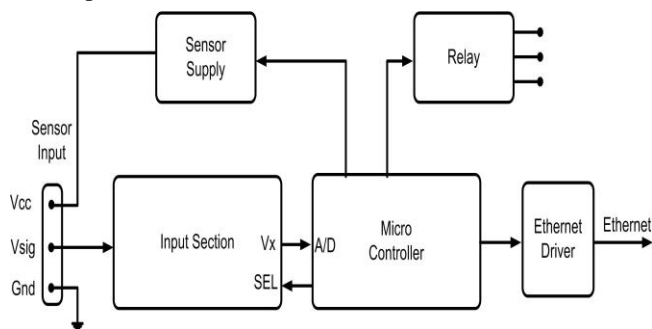 Sensor
Supply
Relay
Sensor
Input
Vcc
Vsig
Gnd
Input Section
Vx
SEL
A/D
Micro
Controller
Ethernet
Driver
Ethernet